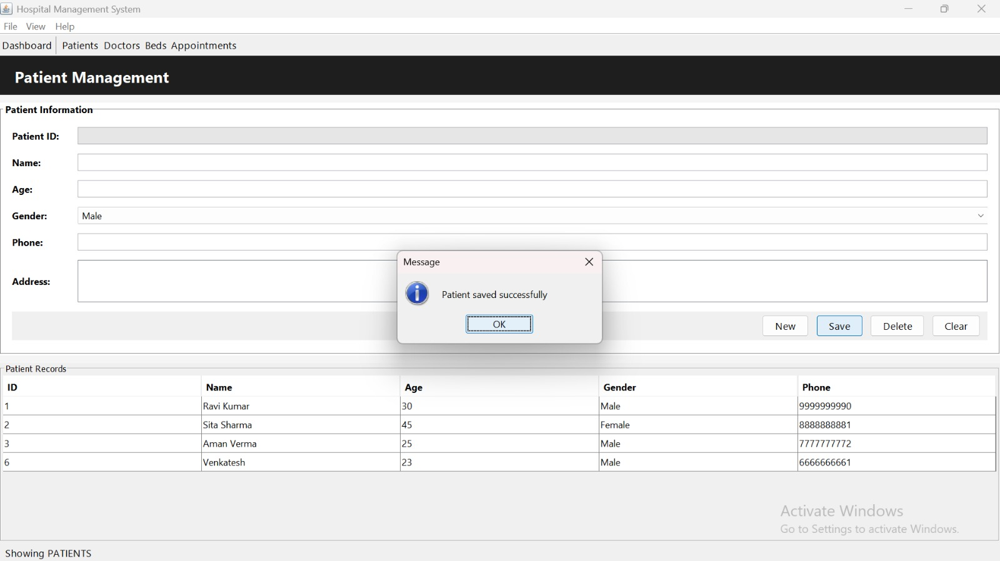 Hospital Management System
File View Help
Dashboard Patients Doctors Beds Appointments
Patient Management
Patient Information
Patient ID:
Name:
Age:
Gender: Male
Phone:
Message
Address:
Patient saved successfully
OK
New Save Delete Clear
Patient Records
ID Name Age Gender Phone
1 Ravi Kumar 30 Male 9999999990
2 Sita Sharma 45 Female 8888888881
3 Aman Verma 25 Male 7777777772
6 Venkatesh 23 Male 6666666661
Activate Windows
Go to Settings to activate Windows.
Showing PATIENTS